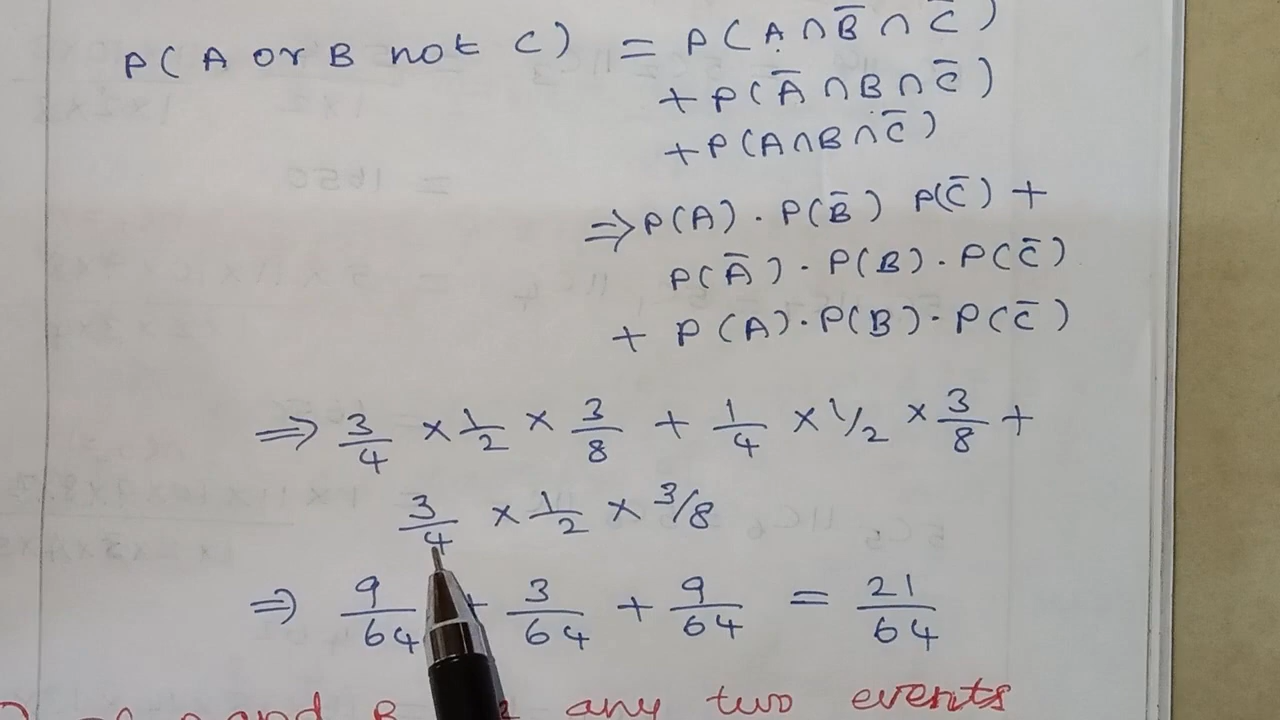 P(A or B not C) = P(A∩B̅∩C̅)
+ P(A̅∩B∩C̅)
+ P(A∩B∩C̅)
⇒ P(A) · P(B̅) P(C̅) +
P(A̅) · P(B) · P(C̅)
+ P(A) · P(B) · P(C̅)
⇒ 3/4 × 1/2 × 3/8 + 1/4 × 1/2 × 3/8 +
3/4 × 1/2 × 3/8
⇒ 9/64 + 3/64 + 9/64 = 21/64
and B any two events